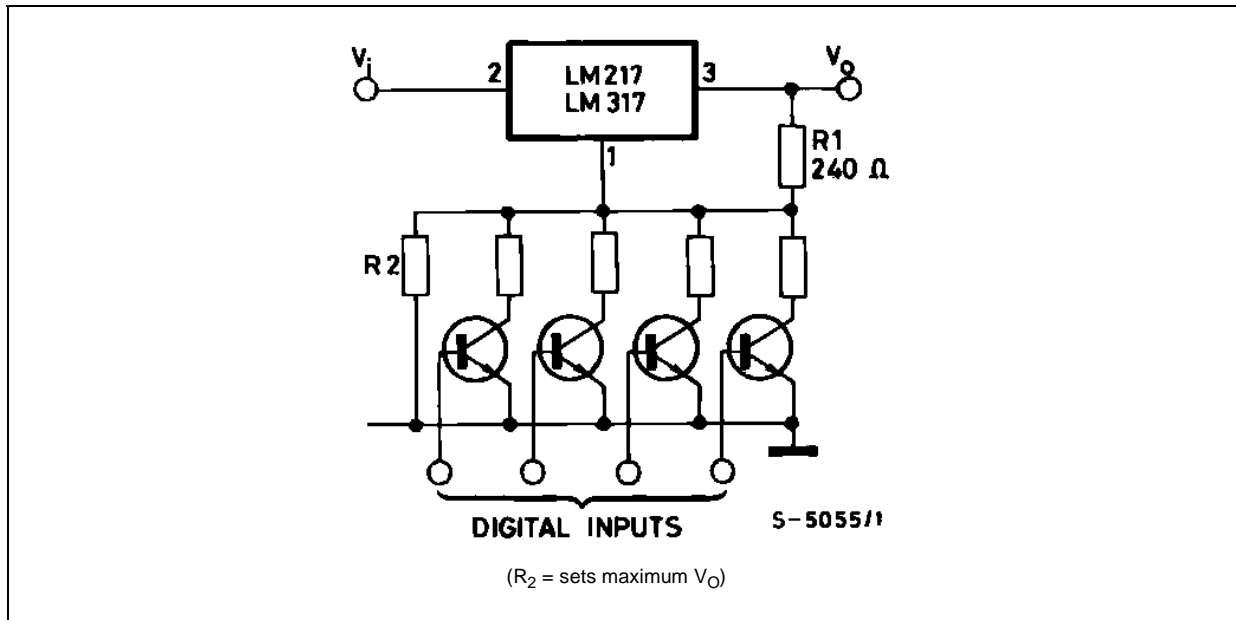 Vi
2
LM217
LM317
3
Vo
1
R1
240 Ω
R2
DIGITAL INPUTS
S-5055/1
(R2 = sets maximum VO)